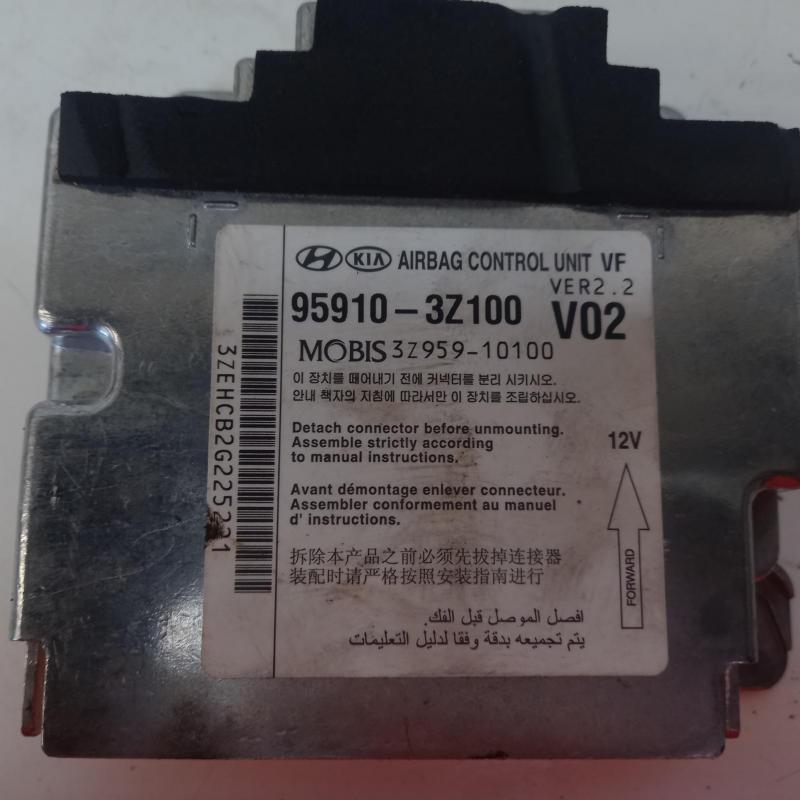 KIA AIRBAG CONTROL UNIT VF
VER2.2
95910-3Z100 V02
MOBIS 3Z959-10100
이 장치를 떼어내기 전에 커넥터를 분리 시키시오.
안내 책자의 지침에 따라서만 이 장치를 조립하십시오.
Detach connector before unmounting.
Assemble strictly according
to manual instructions.
12V
Avant démontage enlever connecteur.
Assembler conformement au manuel
d' instructions.
拆除本产品之前必须先拔掉连接器
装配时请严格按照安装指南进行
افصل الموصل قبل الفك.
يتم تجميعه بدقة وفقا لدليل التعليمات
FORWARD